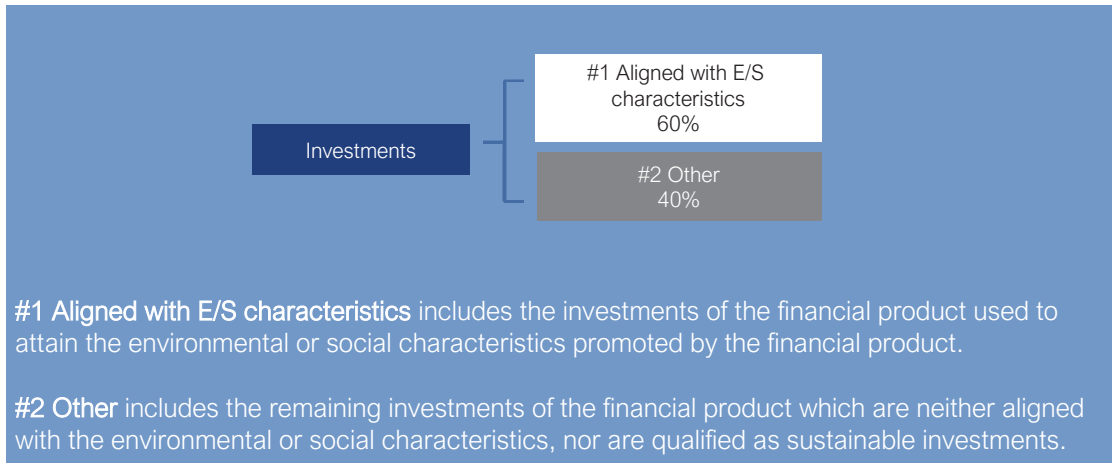 #1 Aligned with E/S
characteristics
60%
Investments
#2 Other
40%
#1 Aligned with E/S characteristics includes the investments of the financial product used to
attain the environmental or social characteristics promoted by the financial product.
#2 Other includes the remaining investments of the financial product which are neither aligned
with the environmental or social characteristics, nor are qualified as sustainable investments.